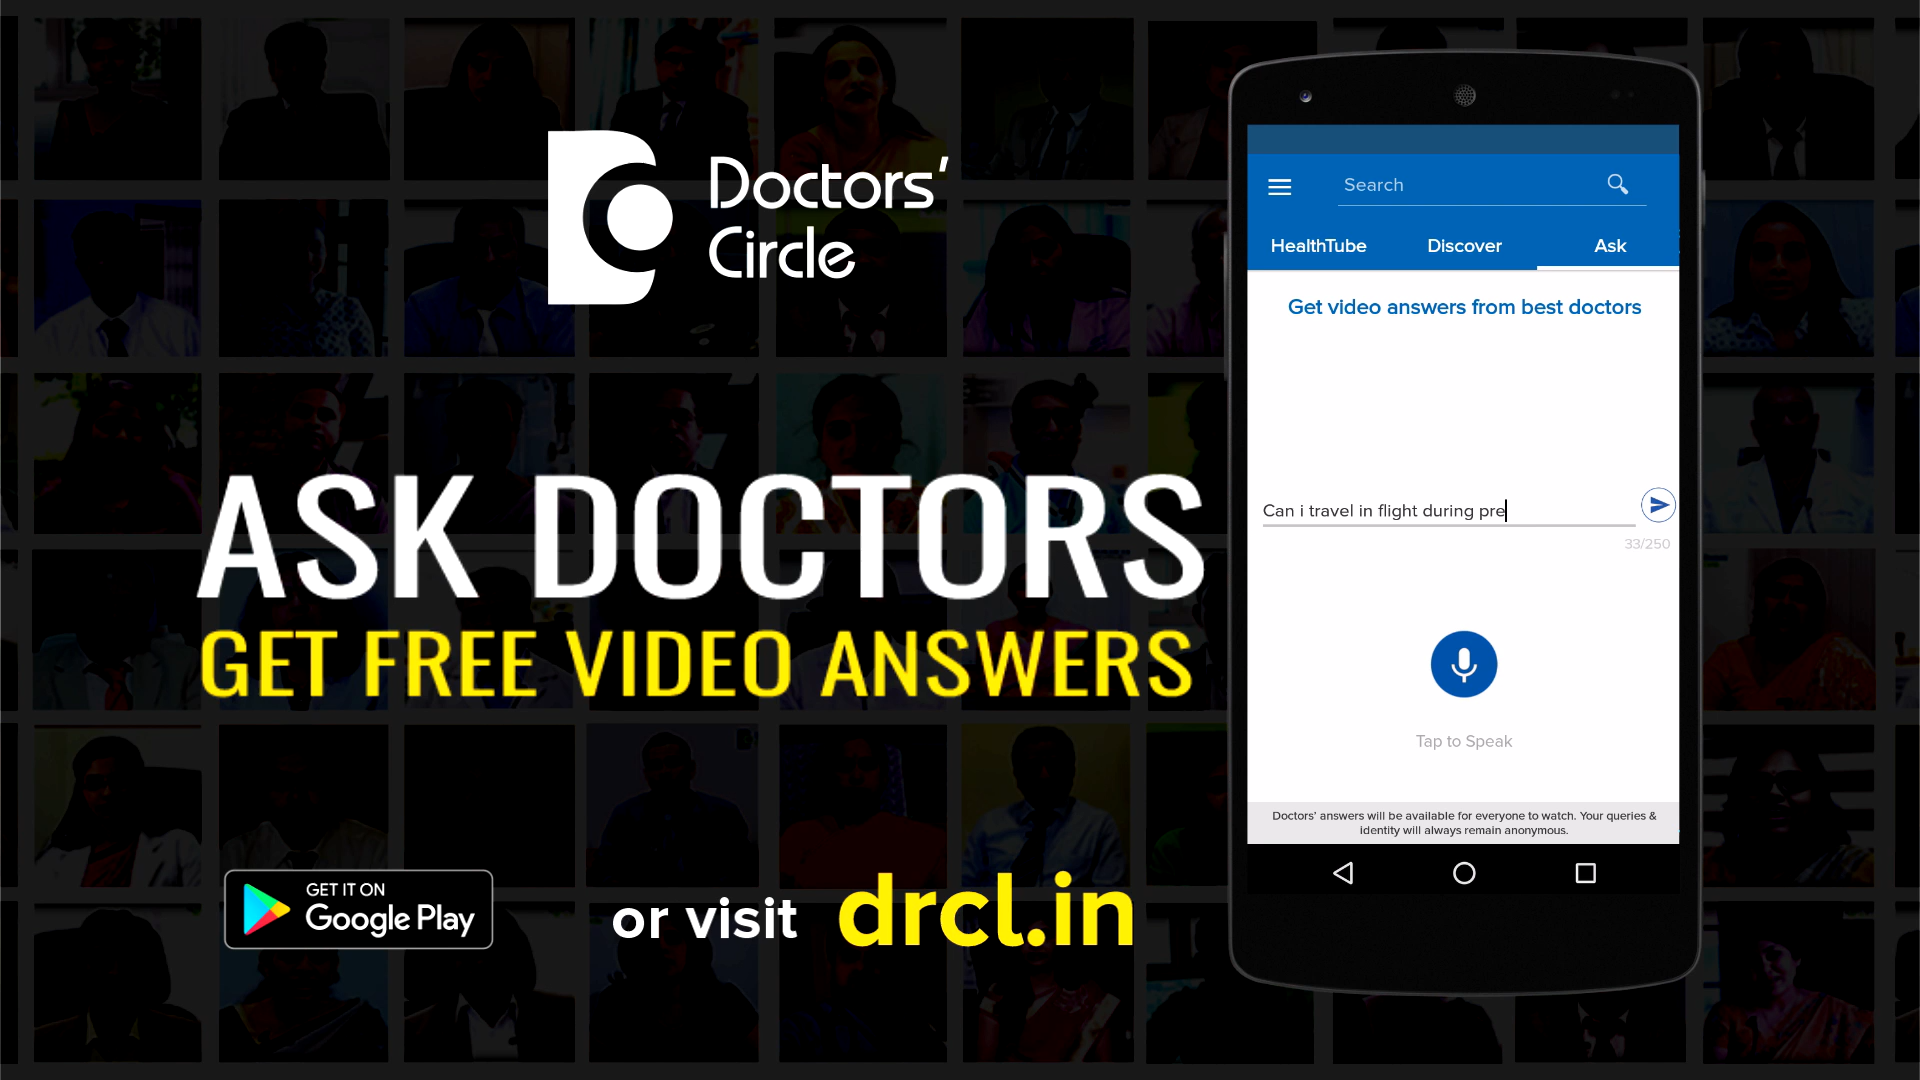 Doctors'
Circle
ASK DOCTORS
GET FREE VIDEO ANSWERS
GET IT ON
Google Play
or visit drcl.in
Search
HealthTube Discover Ask
Get video answers from best doctors
Can i travel in flight during pre
33/250
Tap to Speak
Doctors' answers will be available for everyone to watch. Your queries &
identity will always remain anonymous.